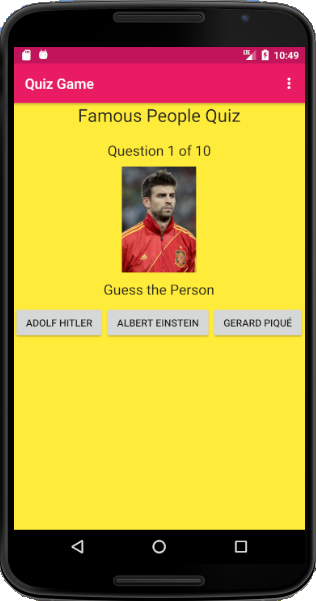 10:49
Quiz Game
Famous People Quiz
Question 1 of 10
Guess the Person
ADOLF HITLER ALBERT EINSTEIN GERARD PIQUÉ